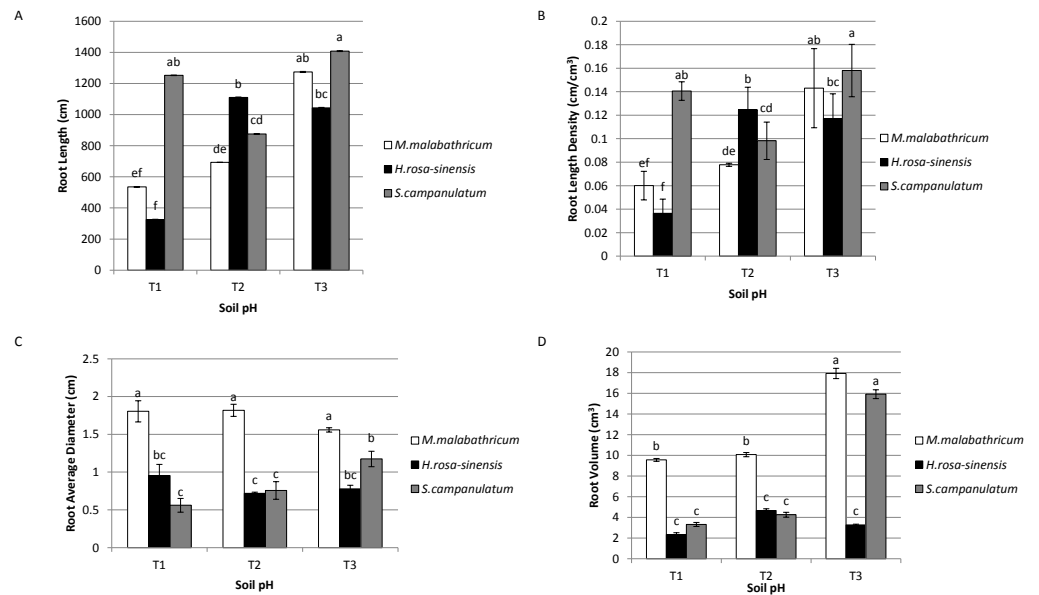 A
1600
1400
1200
1000
800
600
400
200
0
Root Length (cm)
ef
f
ab
de
b
cd
ab
bc
a
T1
T2
T3
Soil pH
M.malabathricum
H.rosa-sinensis
S.campanulatum
B
0.2
0.18
0.16
0.14
0.12
0.1
0.08
0.06
0.04
0.02
0
Root Length Density (cm/cm³)
ef
f
ab
de
b
cd
ab
bc
a
T1
T2
T3
Soil pH
M.malabathricum
H.rosa-sinensis
S.campanulatum
C
2.5
2
1.5
1
0.5
0
Root Average Diameter (cm)
a
bc
c
a
c
c
a
bc
b
T1
T2
T3
Soil pH
M.malabathricum
H.rosa-sinensis
S.campanulatum
D
20
18
16
14
12
10
8
6
4
2
0
Root Volume (cm³)
b
c
c
b
c
c
a
c
a
T1
T2
T3
Soil pH
M.malabathricum
H.rosa-sinensis
S.campanulatum